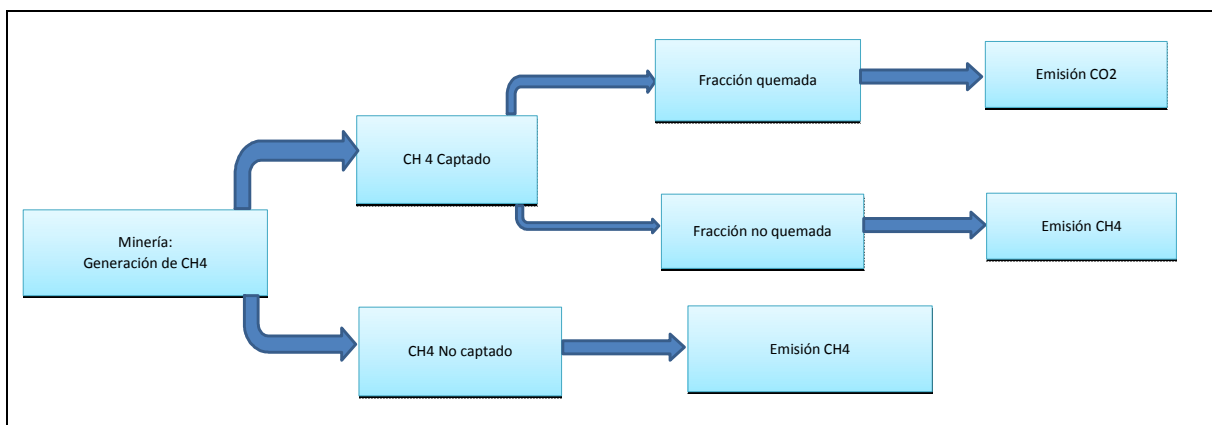 Fracción quemada
Emisión CO2
CH 4 Captado
Fracción no quemada
Emisión CH4
Minería:
Generación de CH4
CH4 No captado
Emisión CH4